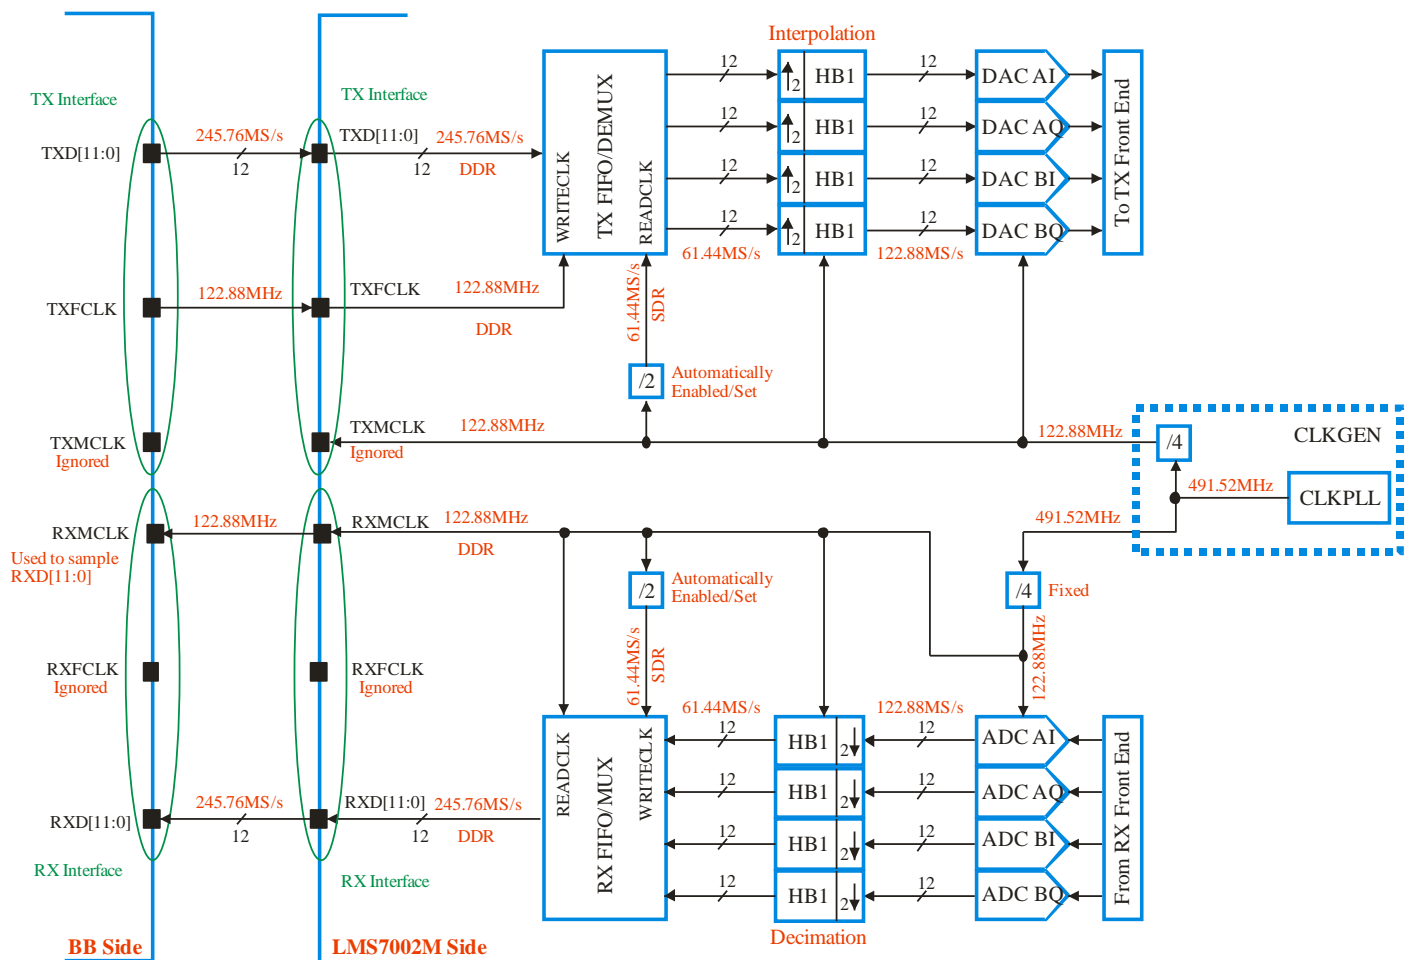 Interpolation
12
12
HB1
2
DAC AI
TX Interface
TX Interface
TXD[11:0]
245.76MS/s
12
TXD[11:0]
245.76MS/s
12
DDR
WRITECLK
TX FIFO/DEMUX
READCLK
12
12
HB1
2
DAC AQ
12
12
HB1
2
DAC BI
12
12
HB1
2
DAC BQ
61.44MS/s
122.88MS/s
To TX Front End
TXFCLK
122.88MHz
TXFCLK
122.88MHz
DDR
61.44MS/s
SDR
/2
Automatically
Enabled/Set
TXMCLK
Ignored
TXMCLK
Ignored
122.88MHz
122.88MHz
/4
CLKGEN
491.52MHz
CLKPLL
491.52MHz
RXMCLK
Used to sample
RXD[11:0]
122.88MHz
RXMCLK
122.88MHz
DDR
/2
Automatically
Enabled/Set
/4
Fixed
122.88MHz
61.44MS/s
SDR
RXFCLK
Ignored
RXFCLK
Ignored
61.44MS/s
122.88MS/s
READCLK
RX FIFO/MUX
WRITECLK
12
HB1
2
12
ADC AI
12
HB1
2
12
ADC AQ
12
HB1
2
12
ADC BI
12
HB1
2
12
ADC BQ
From RX Front End
RXD[11:0]
245.76MS/s
12
RXD[11:0]
245.76MS/s
12
DDR
RX Interface
RX Interface
Decimation
BB Side
LMS7002M Side